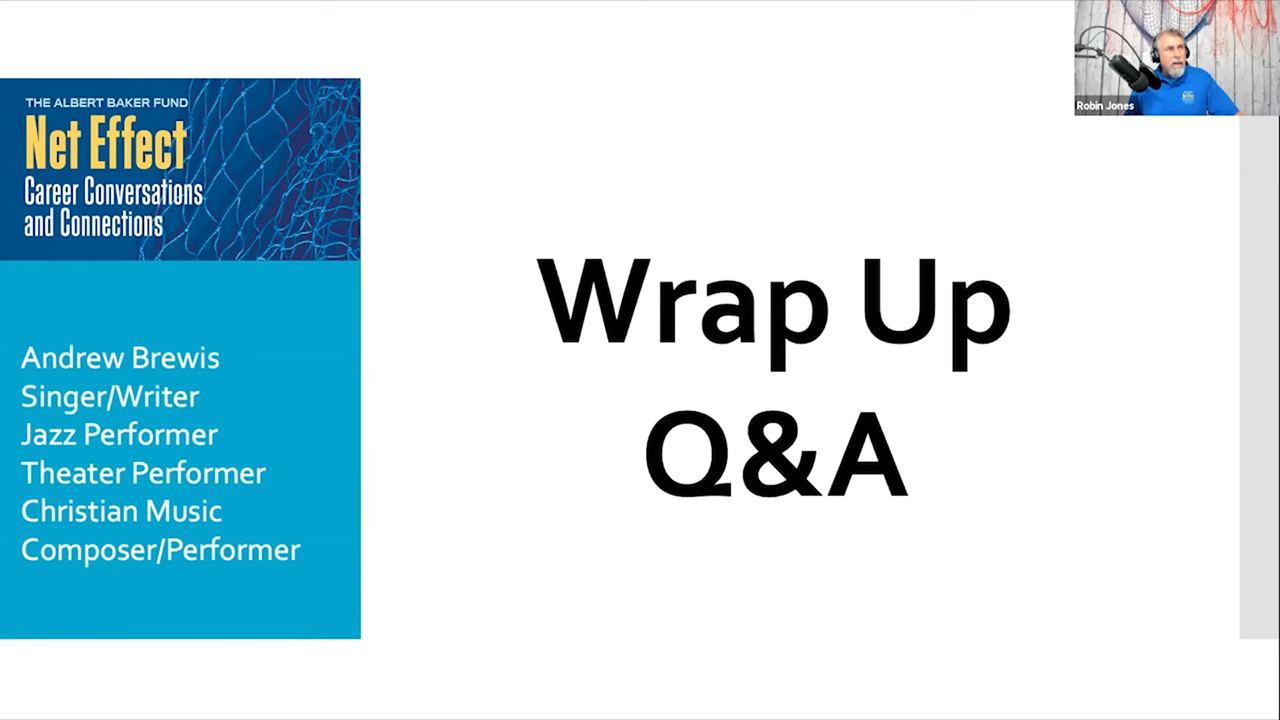 THE ALBERT BAKER FUND
Net Effect
Career Conversations
and Connections
Andrew Brewis
Singer/Writer
Jazz Performer
Theater Performer
Christian Music
Composer/Performer
Wrap Up
Q&A
Robin Jones